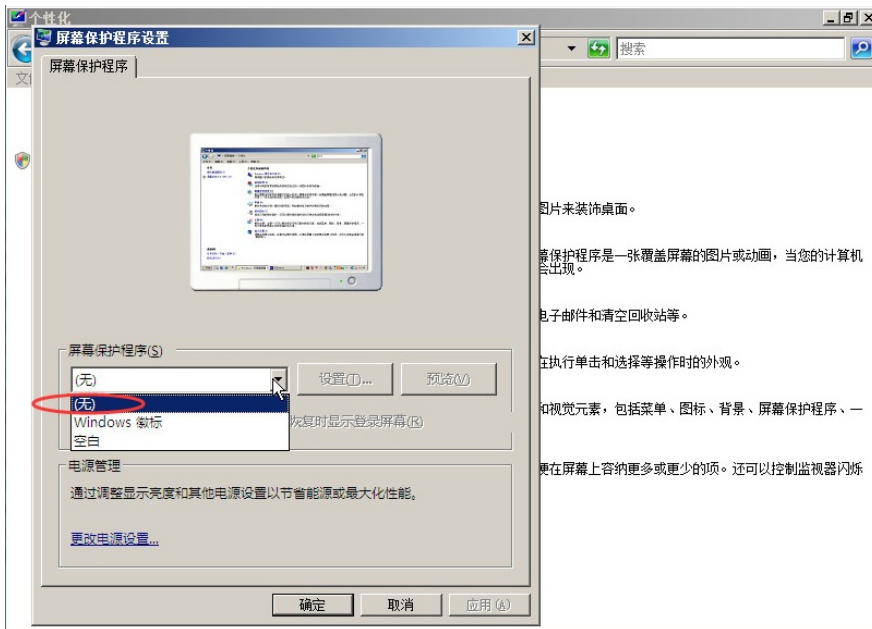 个性化
屏幕保护程序设置
搜索
屏幕保护程序
图片来装饰桌面。
幕保护程序是一张覆盖屏幕的图片或动画，当您的计算机
会出现。
电子邮件和清空回收站等。
在执行单击和选择等操作时的外观。
和视觉元素，包括菜单、图标、背景、屏幕保护程序、一
便在屏幕上容纳更多或更少的项。还可以控制监视器闪烁
屏幕保护程序(S)
(无)
设置(T)...
预览(V)
(无)
Windows 徽标
恢复时显示登录屏幕(R)
空白
电源管理
通过调整显示亮度和其他电源设置以节省能源或最大化性能。
更改电源设置...
确定
取消
应用(A)